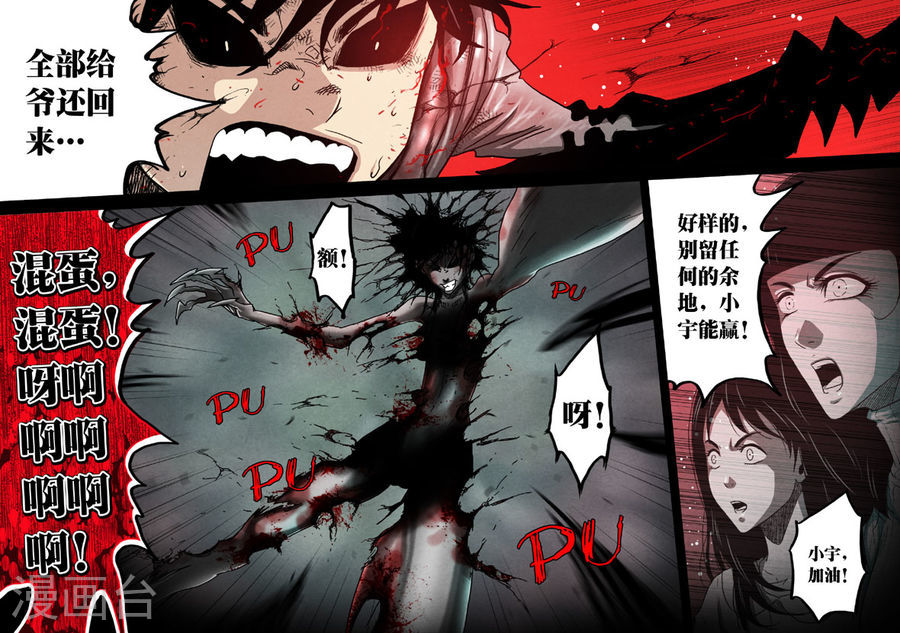 全部给
爷还回
来…
混蛋，
混蛋！
呀啊
啊啊
啊啊
啊！
PU
额！
PU
PU
PU
呀！
PU
好样的，
别留任
何的余
地，小
宇能赢！
小宇，
加油！
漫画台